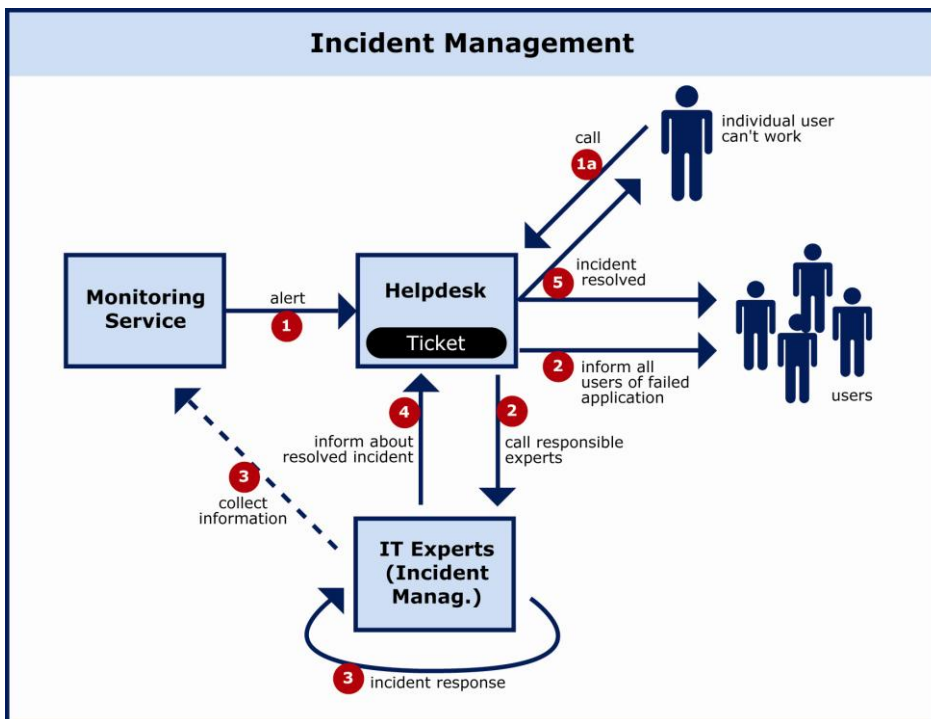 Incident Management
call
1a
individual user
can't work
Monitoring
Service
alert
1
Helpdesk
Ticket
5
incident
resolved
2
inform all
users of failed
application
users
4
inform about
resolved incident
2
call responsible
experts
3
collect
information
IT Experts
(Incident
Manag.)
3
incident response